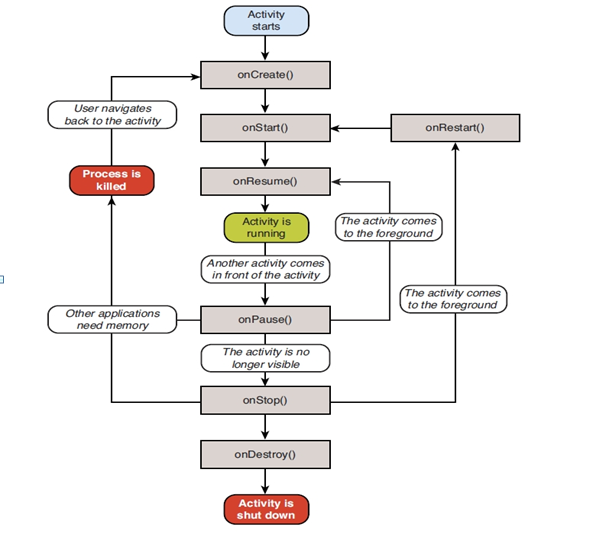 Activity
starts
onCreate()
User navigates
back to the activity
onStart()
onRestart()
Process is
killed
onResume()
Activity is
running
The activity comes
to the foreground
Another activity comes
in front of the activity
The activity comes
to the foreground
Other applications
need memory
onPause()
The activity is no
longer visible
onStop()
onDestroy()
Activity is
shut down